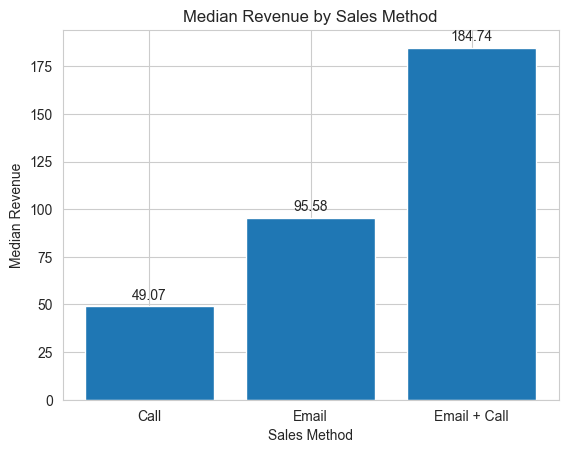 Median Revenue by Sales Method
184.74
175
150
125
100
75
50
25
0
95.58
49.07
Median Revenue
Call
Email
Email + Call
Sales Method